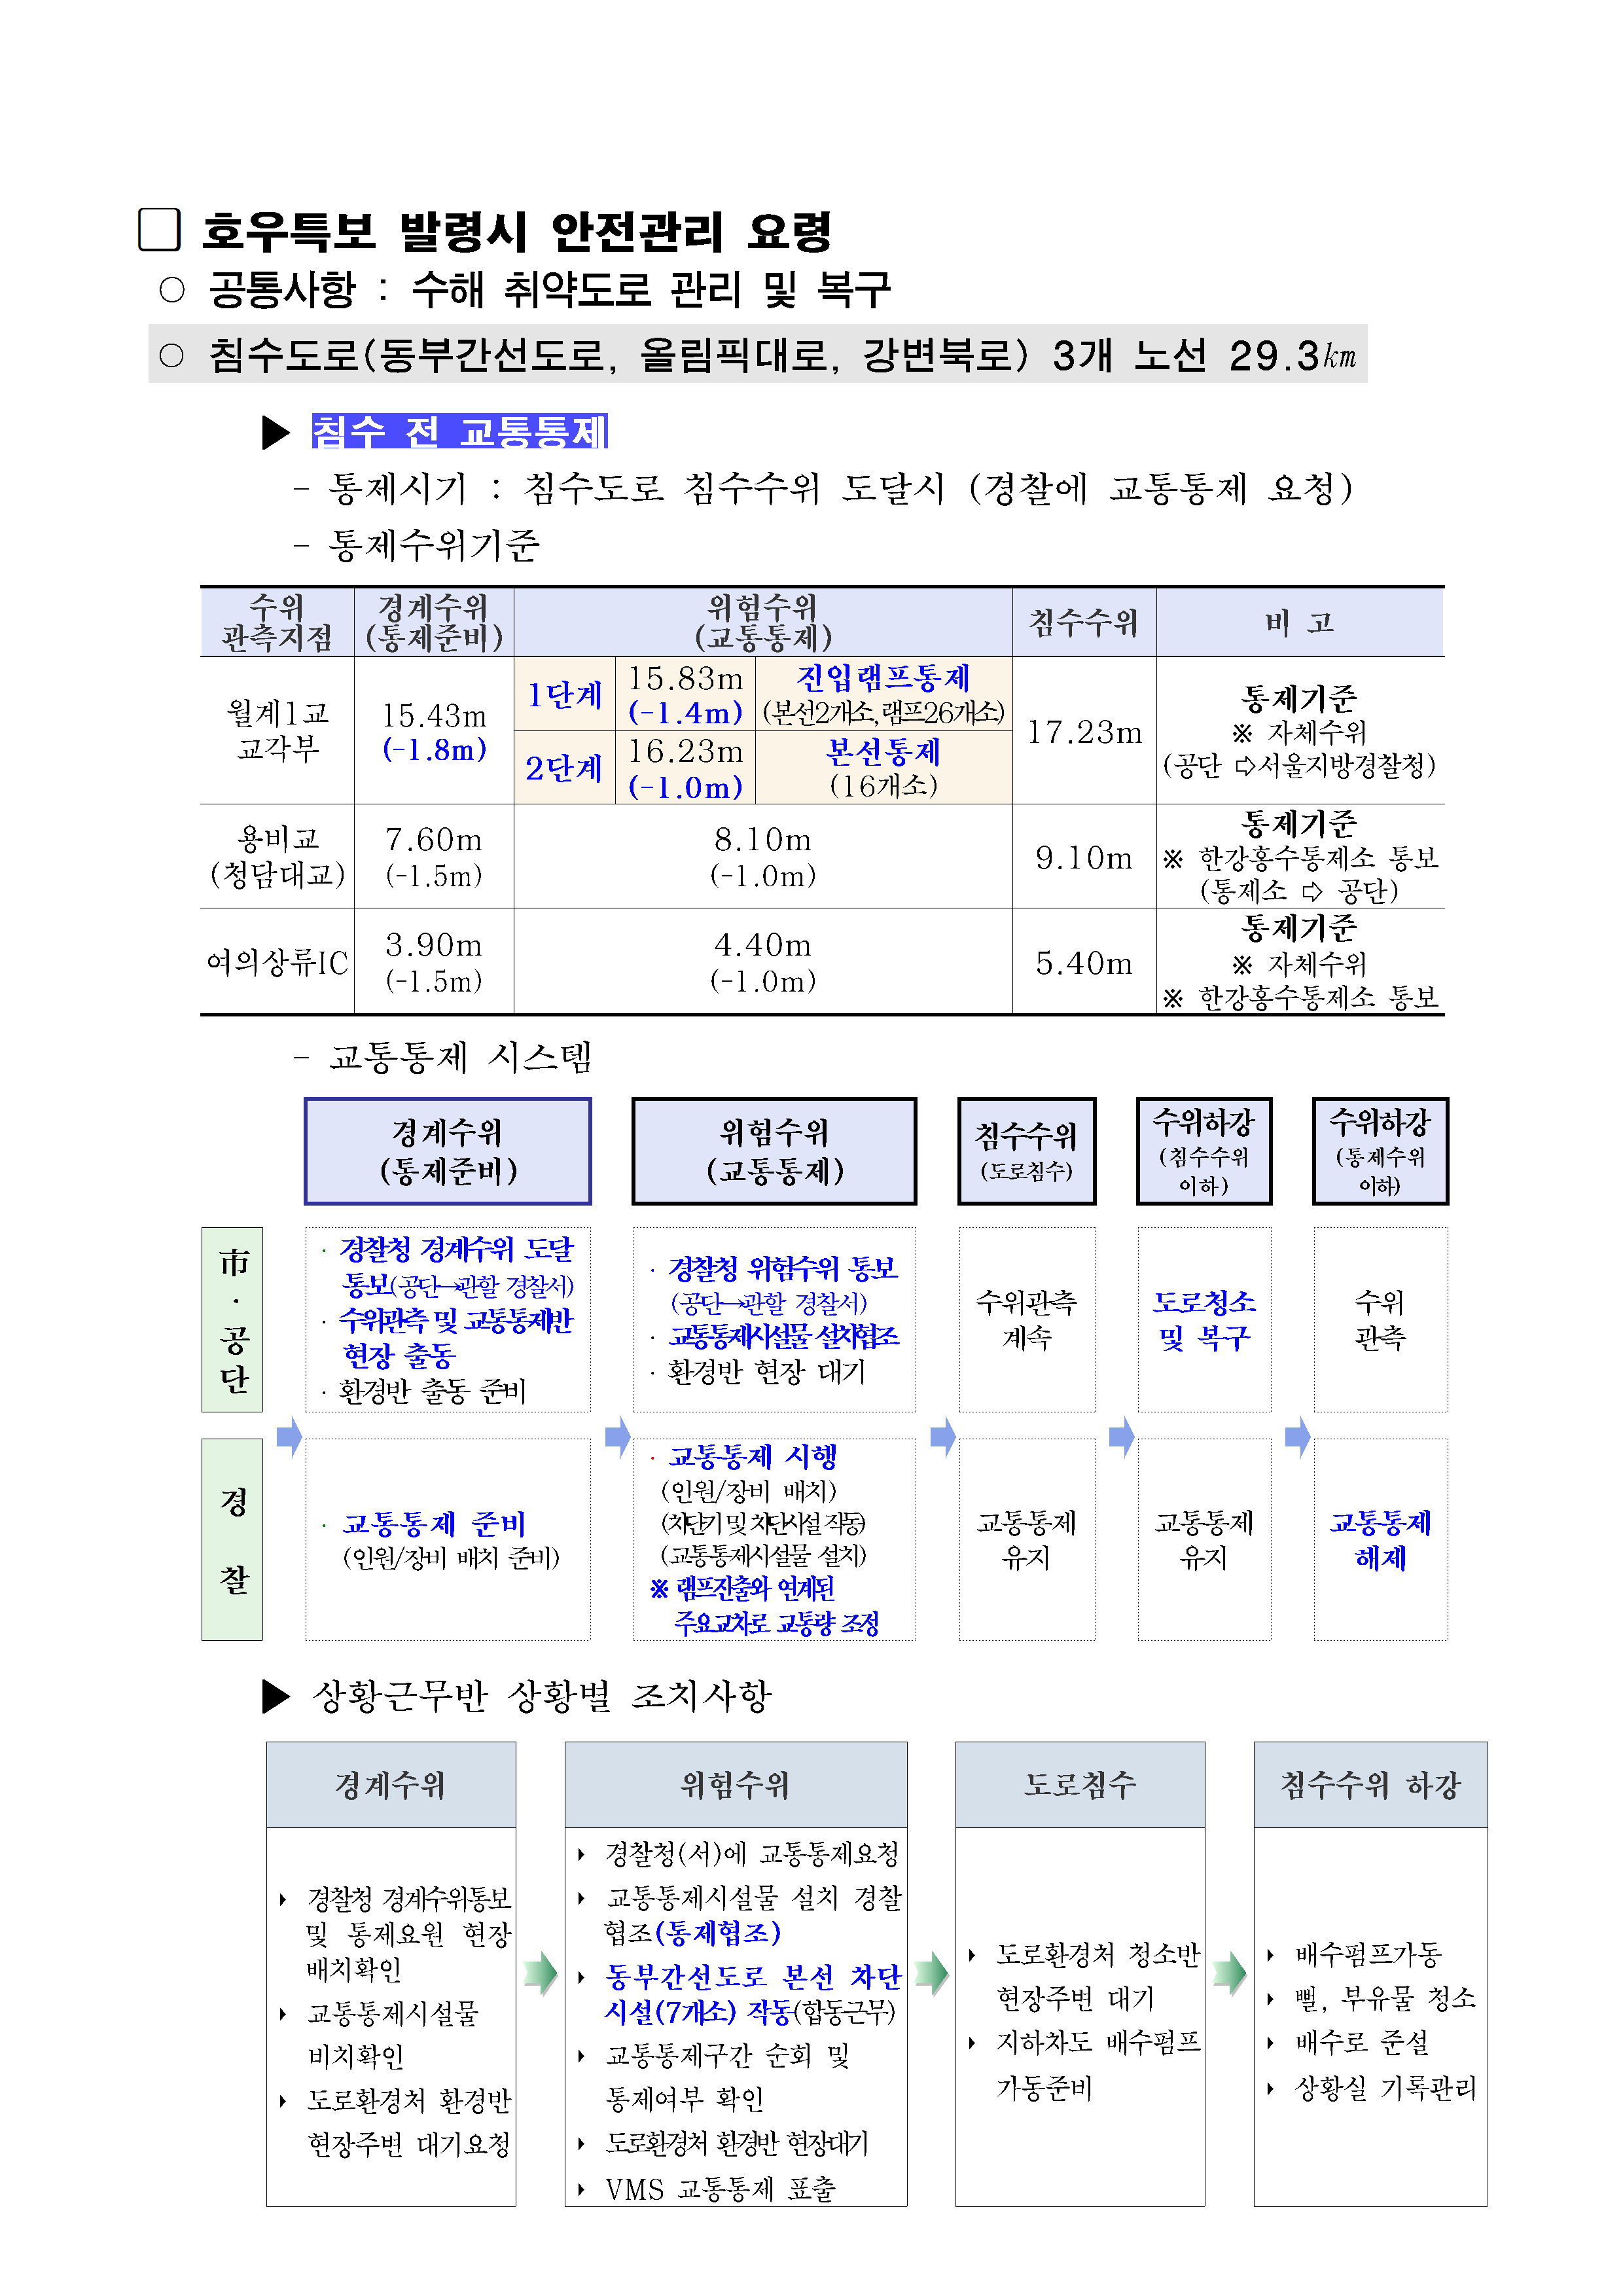 □ 호우특보 발령시 안전관리 요령
○ 공통사항 : 수해 취약도로 관리 및 복구
○ 침수도로(동부간선도로, 올림픽대로, 강변북로) 3개 노선 29.3㎞
▶ 침수 전 교통통제
- 통제시기 : 침수도로 침수수위 도달시 (경찰에 교통통제 요청)
- 통제수위기준
수위
관측지점
경계수위
(통제준비)
위험수위
(교통통제)
침수수위
비 고
월계1교
교각부
15.43m
(-1.8m)
1단계
15.83m
(-1.4m)
진입램프통제
(본선2개소,램프26개소)
2단계
16.23m
(-1.0m)
본선통제
(16개소)
17.23m
통제기준
※ 자체수위
(공단 ⇨서울지방경찰청)
용비교
(청담대교)
7.60m
(-1.5m)
8.10m
(-1.0m)
9.10m
통제기준
※ 한강홍수통제소 통보
(통제소 ⇨ 공단)
여의상류IC
3.90m
(-1.5m)
4.40m
(-1.0m)
5.40m
통제기준
※ 자체수위
※ 한강홍수통제소 통보
- 교통통제 시스템
경계수위
(통제준비)
위험수위
(교통통제)
침수수위
(도로침수)
수위하강
(침수수위
이하)
수위하강
(통제수위
이하)
市
·
공
단
· 경찰청 경계수위 도달
통보(공단→관할 경찰서)
· 수위관측 및 교통통제반
현장 출동
· 환경반 출동 준비
· 경찰청 위험수위 통보
(공단→관할 경찰서)
· 교통통제시설물 설치협조
· 환경반 현장 대기
수위관측
계속
도로청소
및 복구
수위
관측
경
찰
· 교통통제 준비
(인원/장비 배치 준비)
· 교통통제 시행
(인원/장비 배치)
(차단기 및 차단시설 작동)
(교통통제시설물 설치)
※ 램프진출와 연계된
주요교차로 교통량 조정
교통통제
유지
교통통제
유지
교통통제
해제
▶ 상황근무반 상황별 조치사항
경계수위
‣ 경찰청 경계수위통보
및 통제요원 현장
배치확인
‣ 교통통제시설물
비치확인
‣ 도로환경처 환경반
현장주변 대기요청
위험수위
‣ 경찰청(서)에 교통통제요청
‣ 교통통제시설물 설치 경찰
협조(통제협조)
‣ 동부간선도로 본선 차단
시설(7개소) 작동(합동근무)
‣ 교통통제구간 순회 및
통제여부 확인
‣ 도로환경처 환경반 현장대기
‣ VMS 교통통제 표출
도로침수
‣ 도로환경처 청소반
현장주변 대기
‣ 지하차도 배수펌프
가동준비
침수수위 하강
‣ 배수펌프가동
‣ 뻘, 부유물 청소
‣ 배수로 준설
‣ 상황실 기록관리